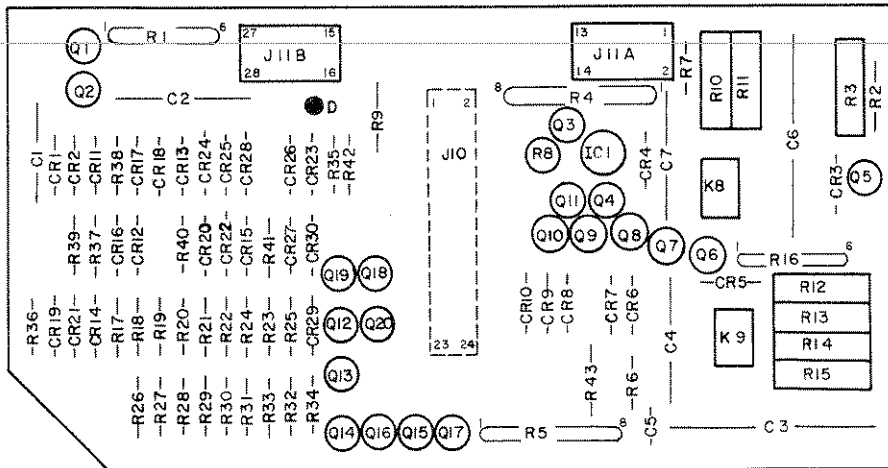 Q1 1 R1 6 27 15 J11B 28 16 13 1 J11A 14 2 R7 R10 R11 R3 R2
Q2 C2 D R9 1 2 8 R4 1 C6
C1 CR1 CR2 CR11 R38 CR17 CR18 CR13 CR24 CR25 CR28 CR26 CR23 R35 R42 J10 Q3 R8 IC1 CR4 C7 K8 CR3 Q5
Q11 Q4
R39 R37 CR16 CR12 R40 CR20 CR22 CR15 R41 CR27 CR30 Q10 Q9 Q8 Q7 Q6 1 R16 6
Q19 Q18 CR5
R36 CR19 CR21 CR14 R17 R18 R19 R20 R21 R22 R24 R23 R25 CR29 Q12 Q20 23 24 CR10 CR9 CR8 CR7 CR6 C4 K9 R12
R13
R14
R15
Q13
R26 R27 R28 R29 R30 R31 R33 R32 R34 R43 R6
Q14 Q16 Q15 Q17 1 R5 8 C5 C3